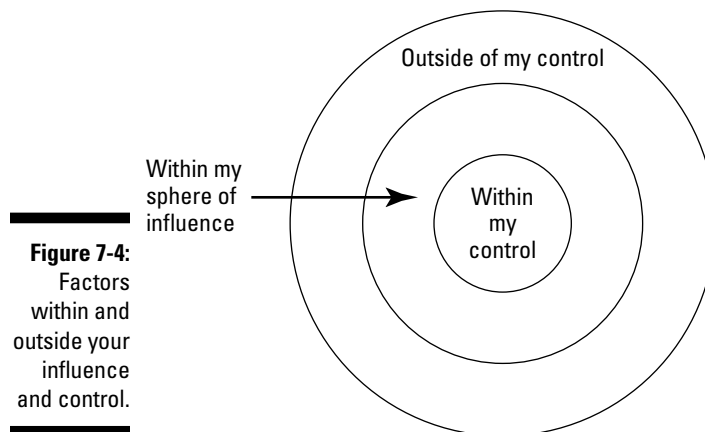 Outside of my control
Within my
sphere of
influence
Within
my
control
Figure 7-4:
Factors
within and
outside your
influence
and control.